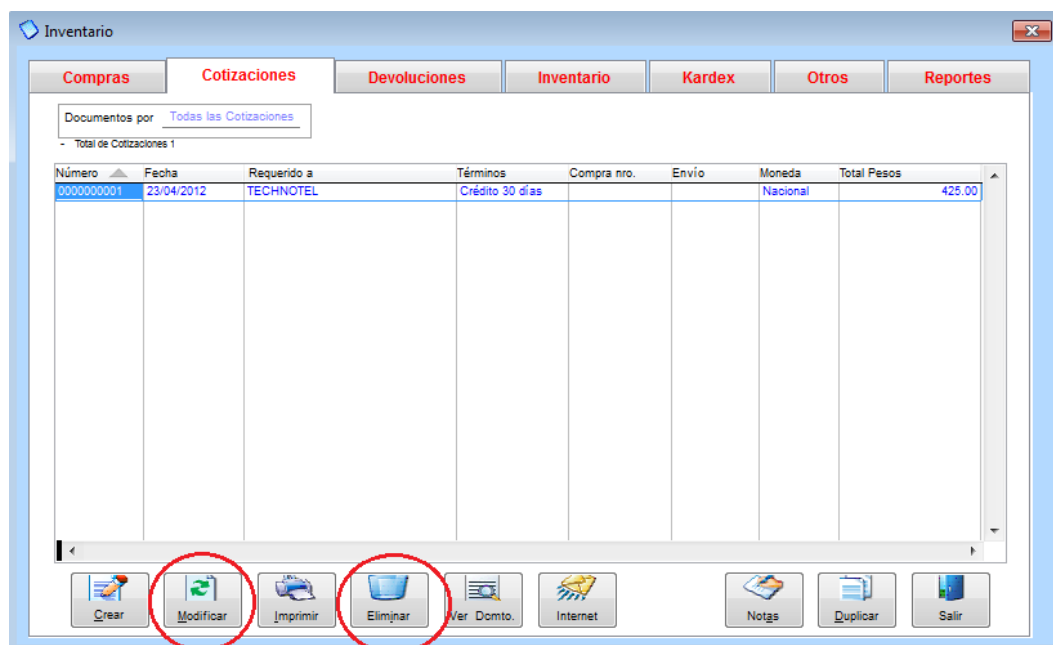 Inventario
Compras Cotizaciones Devoluciones Inventario Kardex Otros Reportes
Documentos por Todas las Cotizaciones
- Total de Cotizaciones 1
Número Fecha Requerido a Términos Compra nro. Envío Moneda Total Pesos
0000000001 23/04/2012 TECHNOTEL Crédito 30 días Nacional 425.00
Crear Modificar Imprimir Eliminar Ver Dcmto. Internet Notas Duplicar Salir